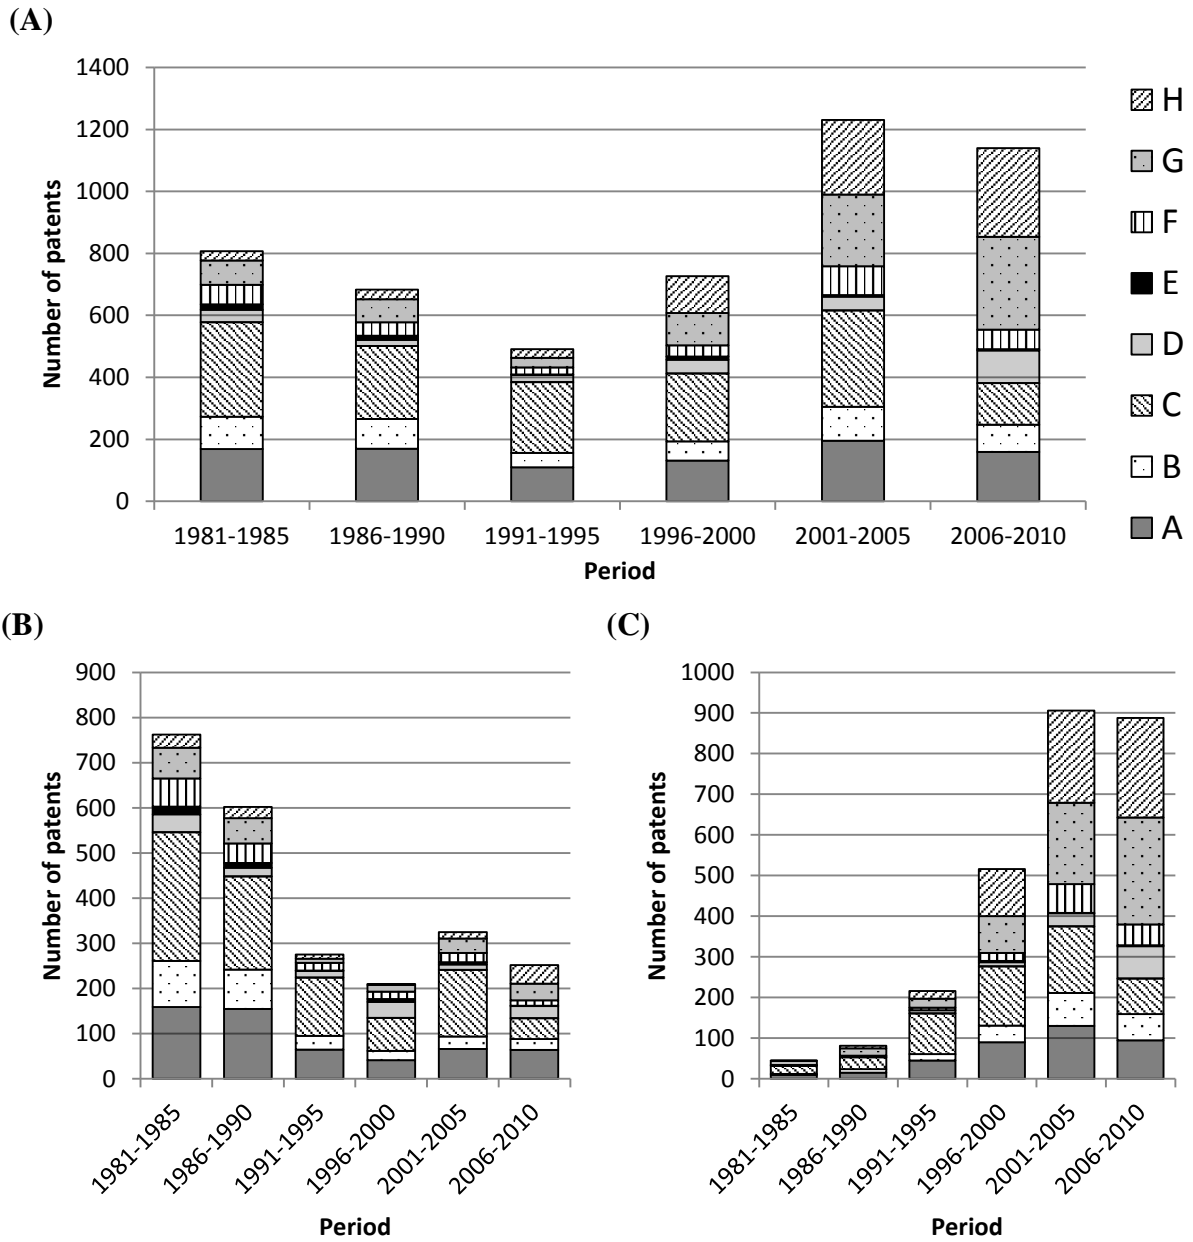 (A)
1400
1200
1000
800
600
400
200
0
Number of patents
1981-1985 1986-1990 1991-1995 1996-2000 2001-2005 2006-2010
Period
H
G
F
E
D
C
B
A
(B)
900
800
700
600
500
400
300
200
100
0
Number of patents
1981-1985
1986-1990
1991-1995
1996-2000
2001-2005
2006-2010
Period
(C)
1000
900
800
700
600
500
400
300
200
100
0
Number of patents
1981-1985
1986-1990
1991-1995
1996-2000
2001-2005
2006-2010
Period